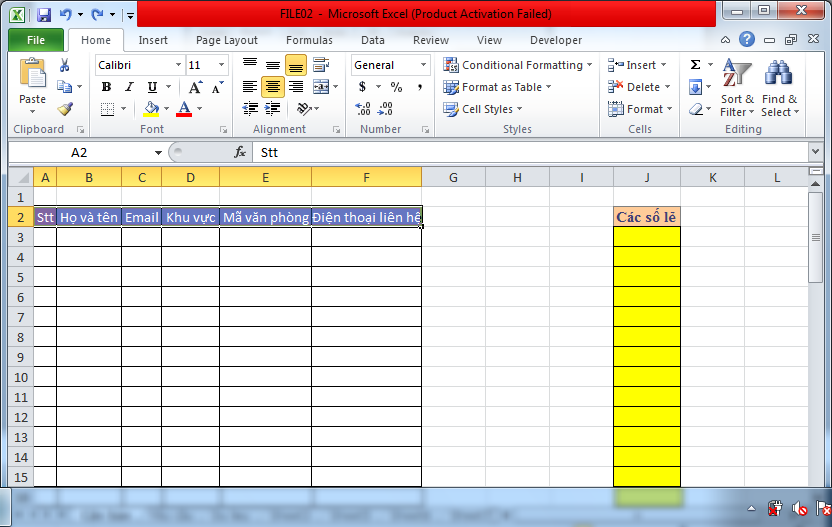 FILE02 - Microsoft Excel (Product Activation Failed)
File Home Insert Page Layout Formulas Data Review View Developer
Calibri 11 General Conditional Formatting Insert Σ
Paste Format as Table Delete Sort & Filter Find & Select
B I U A $ % , Cell Styles Format
Clipboard Font Alignment Number Styles Cells Editing
A2 fx Stt
A B C D E F G H I J K L
1
2 Stt Họ và tên Email Khu vực Mã văn phòng Điện thoại liên hệ Các số lẻ
3
4
5
6
7
8
9
10
11
12
13
14
15